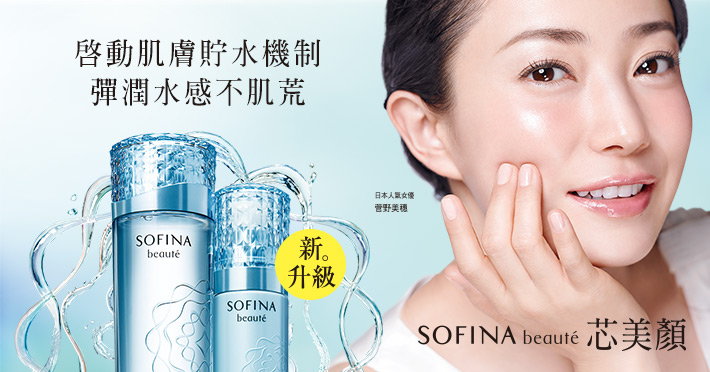 啓動肌膚貯水機制
彈潤水感不肌荒
日本人氣女優
菅野美穗
SOFINA
beauté
新。
升級
SOFINA
beauté
SOFINA beauté 芯美顏